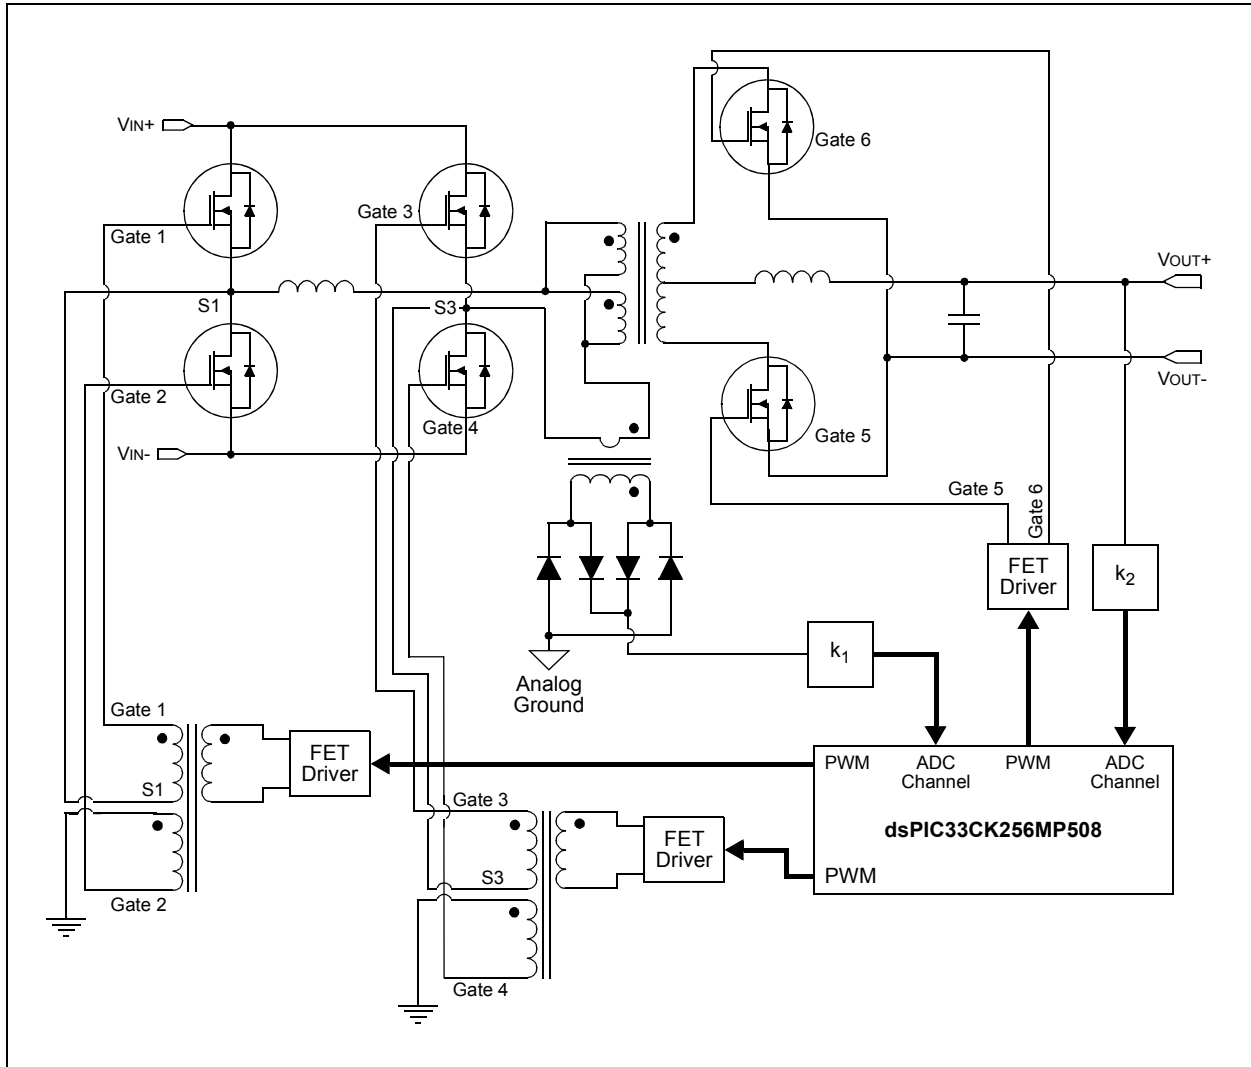 VIN+
Gate 1
S1
Gate 2
VIN-
Gate 3
S3
Gate 4
Gate 6
VOUT+
VOUT-
Gate 5
Gate 5
Gate 6
FET
Driver
k2
k1
Analog
Ground
Gate 1
S1
Gate 2
FET
Driver
Gate 3
S3
Gate 4
FET
Driver
PWM
ADC
Channel
PWM
ADC
Channel
dsPIC33CK256MP508
PWM